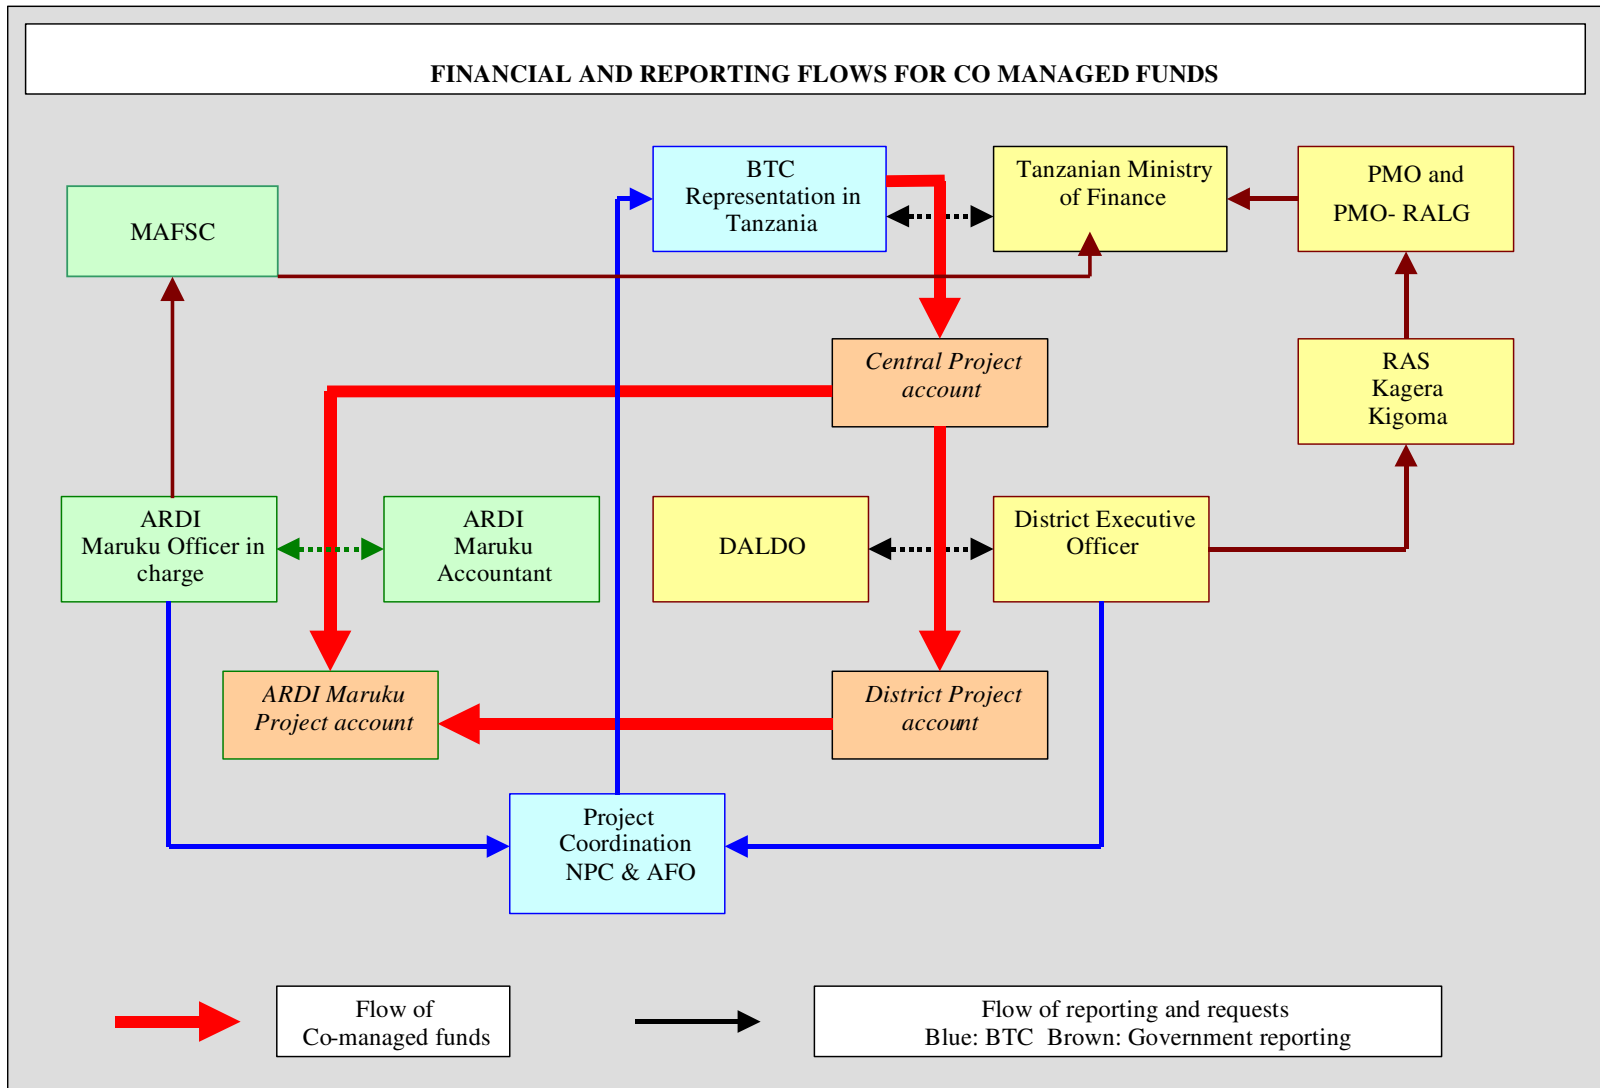 FINANCIAL AND REPORTING FLOWS FOR CO MANAGED FUNDS
BTC
Representation in
Tanzania
Tanzanian Ministry
of Finance
PMO and
PMO- RALG
MAFSC
Central Project
account
RAS
Kagera
Kigoma
ARDI
Maruku Officer in
charge
ARDI
Maruku
Accountant
DALDO
District Executive
Officer
ARDI Maruku
Project account
District Project
account
Project
Coordination
NPC & AFO
Flow of
Co-managed funds
Flow of reporting and requests
Blue: BTC  Brown: Government reporting